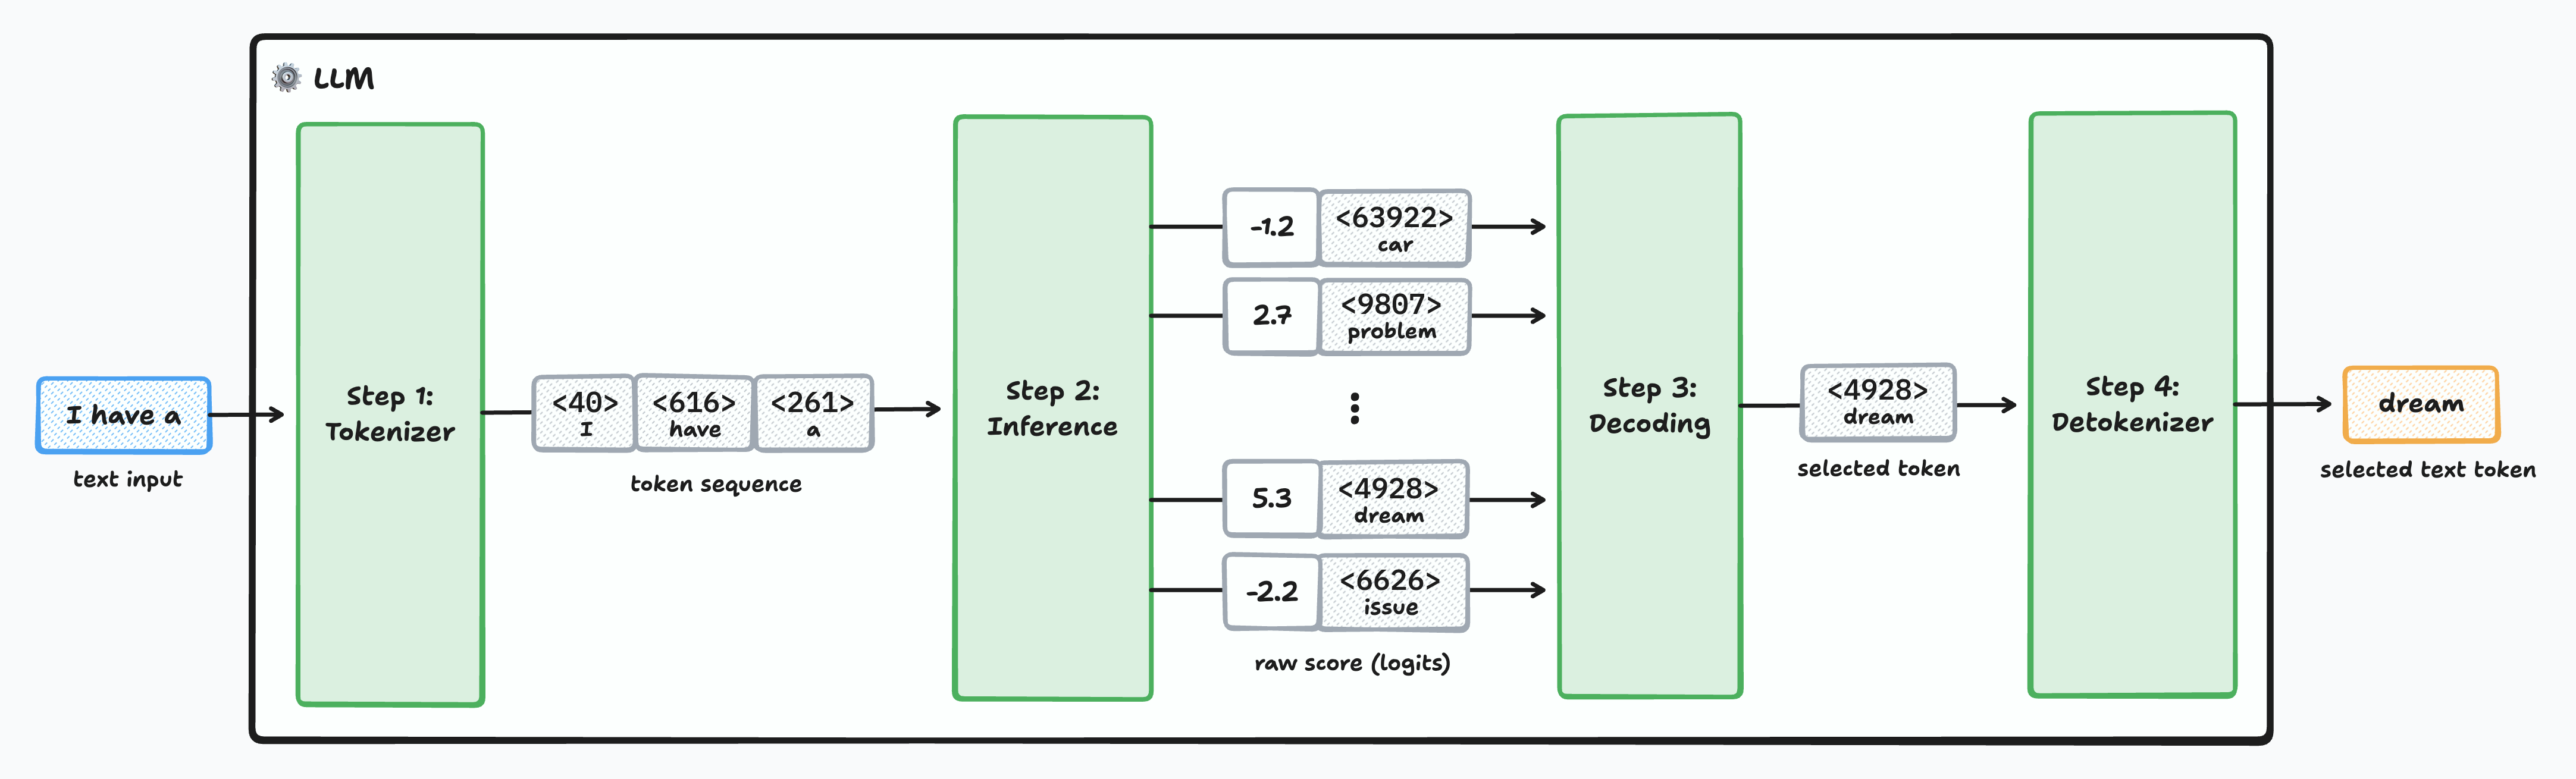 LLM
I have a
text input
Step 1:
Tokenizer
<40>
I
<616>
have
<261>
a
token sequence
Step 2:
Inference
-1.2
<63922>
car
2.7
<9807>
problem
5.3
<4928>
dream
-2.2
<6626>
issue
raw score (logits)
Step 3:
Decoding
<4928>
dream
selected token
Step 4:
Detokenizer
dream
selected text token